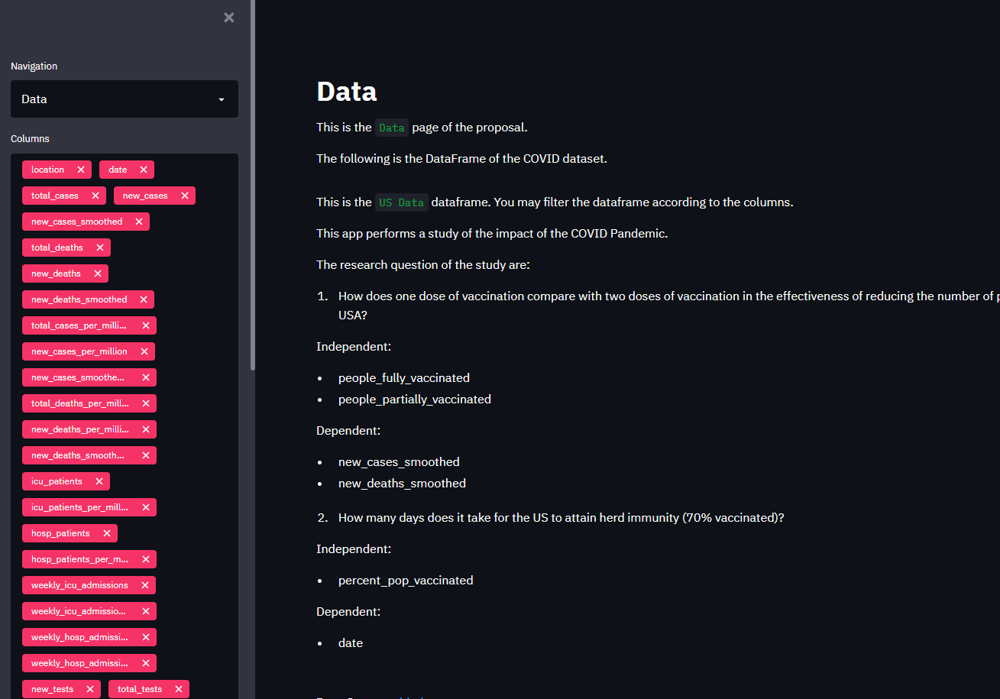 Navigation
Data
Columns
location
date
total_cases
new_cases
new_cases_smoothed
total_deaths
new_deaths
new_deaths_smoothed
total_cases_per_milli...
new_cases_per_million
new_cases_smoothe...
total_deaths_per_mill...
new_deaths_per_milli...
new_deaths_smooth...
icu_patients
icu_patients_per_mill...
hosp_patients
hosp_patients_per_m...
weekly_icu_admissions
weekly_icu_admissio...
weekly_hosp_admissi...
weekly_hosp_admissi...
new_tests
total_tests
Data
This is the Data page of the proposal.
The following is the DataFrame of the COVID dataset.
This is the US Data dataframe. You may filter the dataframe according to the columns.
This app performs a study of the impact of the COVID Pandemic.
The research question of the study are:
1. How does one dose of vaccination compare with two doses of vaccination in the effectiveness of reducing the number of
USA?
Independent:
• people_fully_vaccinated
• people_partially_vaccinated
Dependent:
• new_cases_smoothed
• new_deaths_smoothed
2. How many days does it take for the US to attain herd immunity (70% vaccinated)?
Independent:
• percent_pop_vaccinated
Dependent:
• date